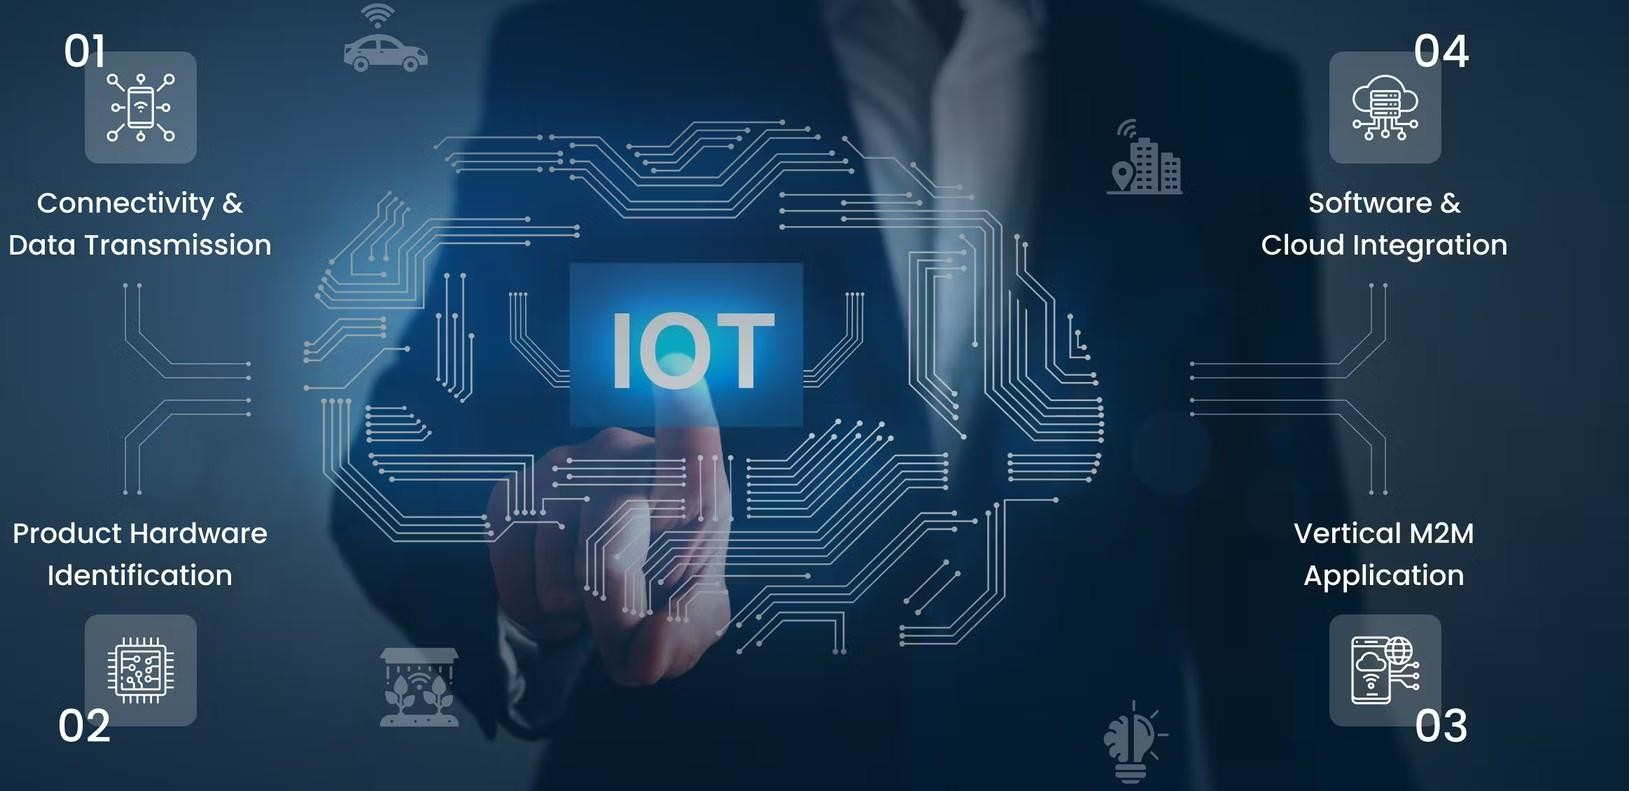 01
Connectivity &
Data Transmission
04
Software &
Cloud Integration
IOT
Product Hardware
Identification
02
Vertical M2M
Application
03